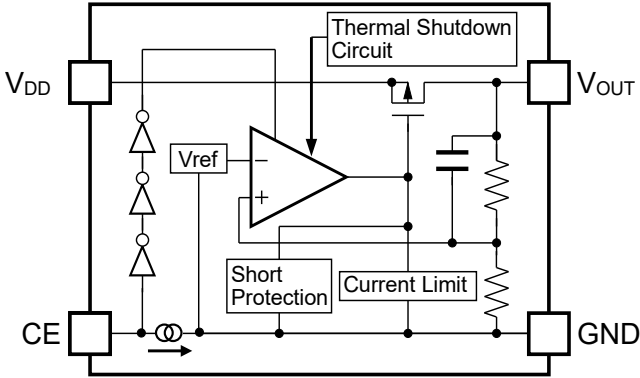 Thermal Shutdown
Circuit
VDD
VOUT
Vref
−
+
Short
Protection
Current Limit
CE
GND